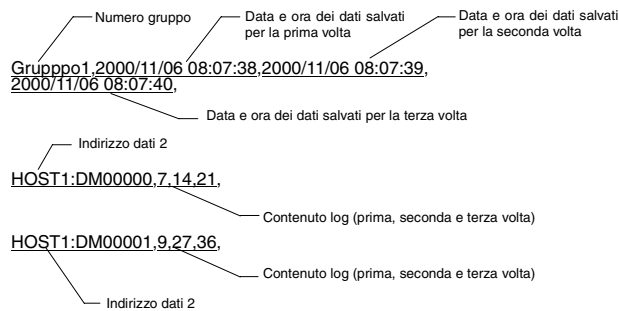 Numero gruppo
Data e ora dei dati salvati
per la prima volta
Data e ora dei dati salvati
per la seconda volta
Grupppo1,2000/11/06 08:07:38,2000/11/06 08:07:39,
2000/11/06 08:07:40,
Data e ora dei dati salvati per la terza volta
Indirizzo dati 2
HOST1:DM00000,7,14,21,
Contenuto log (prima, seconda e terza volta)
HOST1:DM00001,9,27,36,
Contenuto log (prima, seconda e terza volta)
Indirizzo dati 2